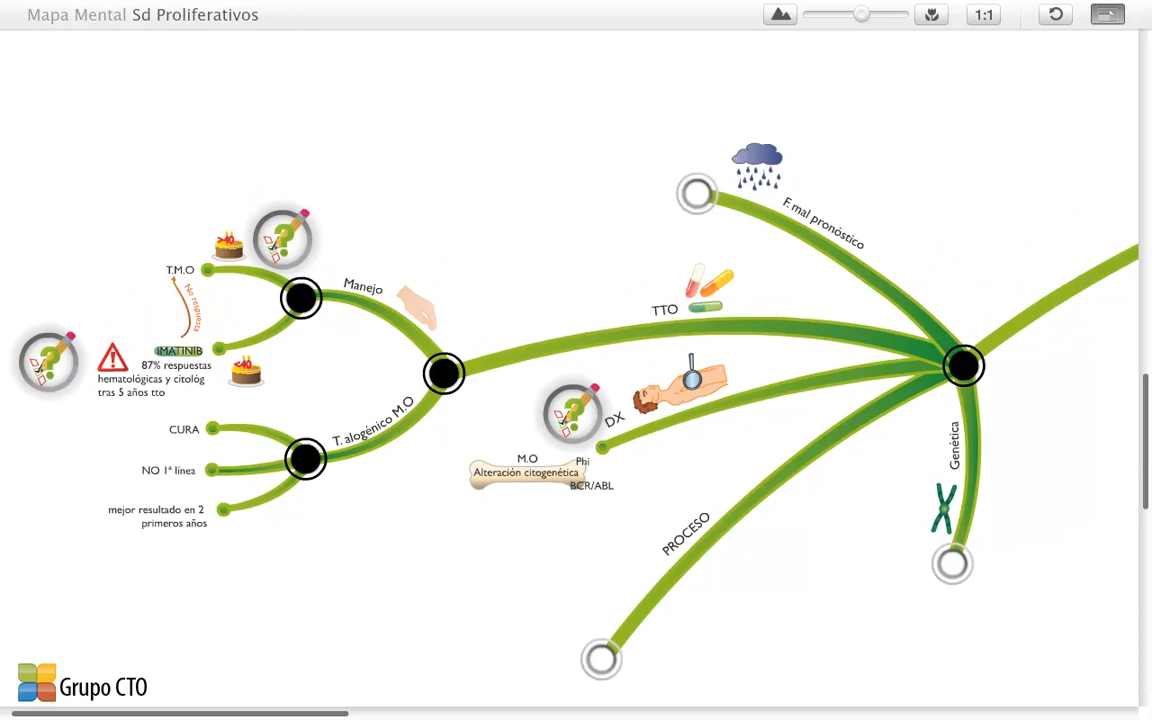 Mapa Mental Sd Proliferativos
1:1
F. mal pronóstico
>40
T.M.O
Manejo
No respuesta
TTO
IMATINIB
<40
87% respuestas
hematológicas y citológ
tras 5 años tto
DX
T. alogénico M.O
CURA
Genética
M.O
Phi
Alteración citogenética
BCR/ABL
NO 1ª línea
mejor resultado en 2
primeros años
PROCESO
Grupo CTO